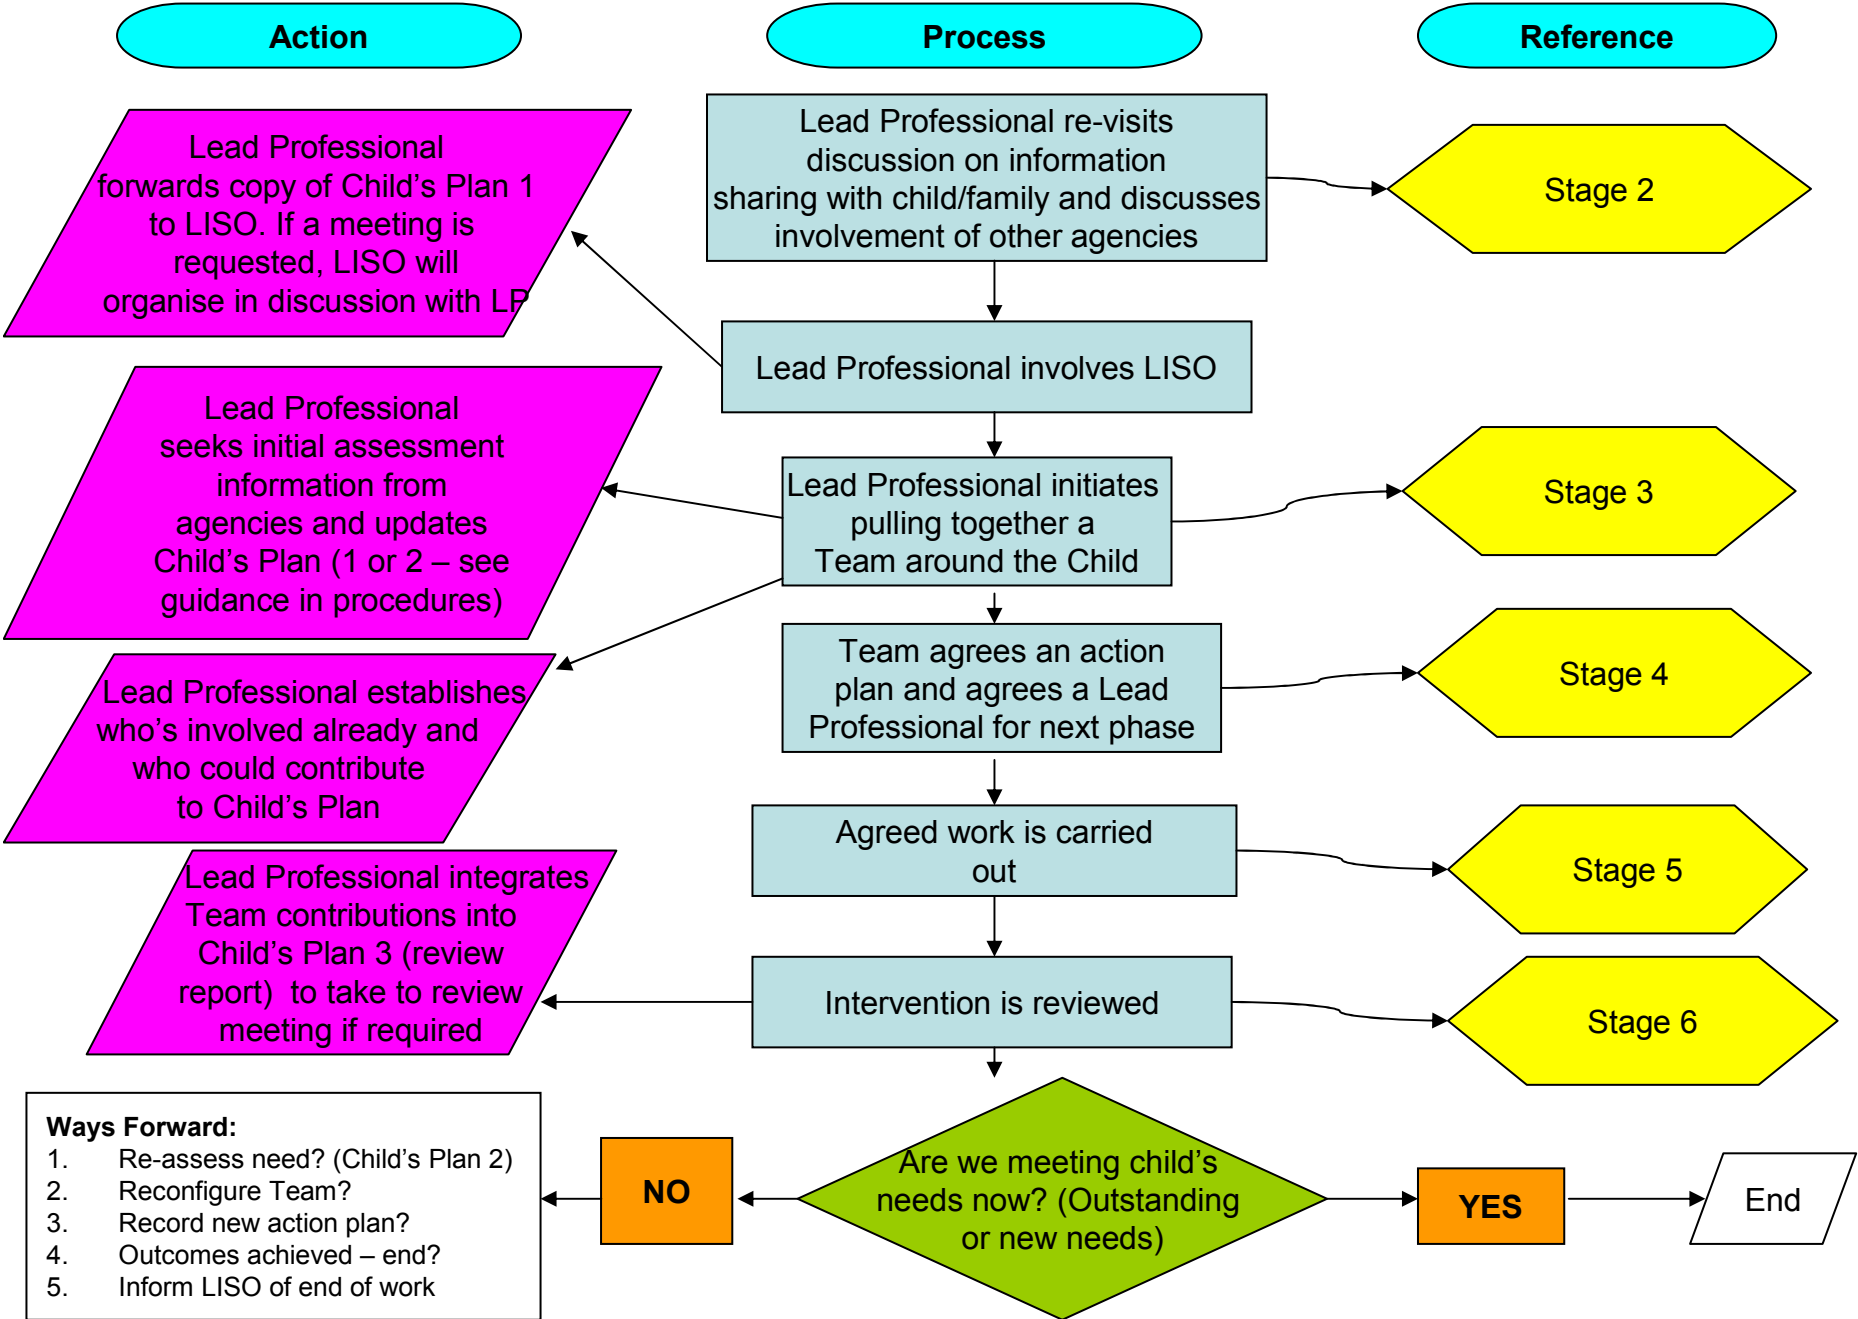 Action
Process
Reference
Lead Professional
forwards copy of Child's Plan 1
to LISO. If a meeting is
requested, LISO will
organise in discussion with LP
Lead Professional re-visits
discussion on information
sharing with child/family and discusses
involvement of other agencies
Stage 2
Lead Professional involves LISO
Lead Professional
seeks initial assessment
information from
agencies and updates
Child's Plan (1 or 2 – see
guidance in procedures)
Lead Professional initiates
pulling together a
Team around the Child
Stage 3
Lead Professional establishes
who's involved already and
who could contribute
to Child's Plan
Team agrees an action
plan and agrees a Lead
Professional for next phase
Stage 4
Agreed work is carried
out
Stage 5
Lead Professional integrates
Team contributions into
Child's Plan 3 (review
report)  to take to review
meeting if required
Intervention is reviewed
Stage 6
Ways Forward:
1. Re-assess need? (Child's Plan 2)
2. Reconfigure Team?
3. Record new action plan?
4. Outcomes achieved – end?
5. Inform LISO of end of work
NO
Are we meeting child's
needs now? (Outstanding
or new needs)
YES
End